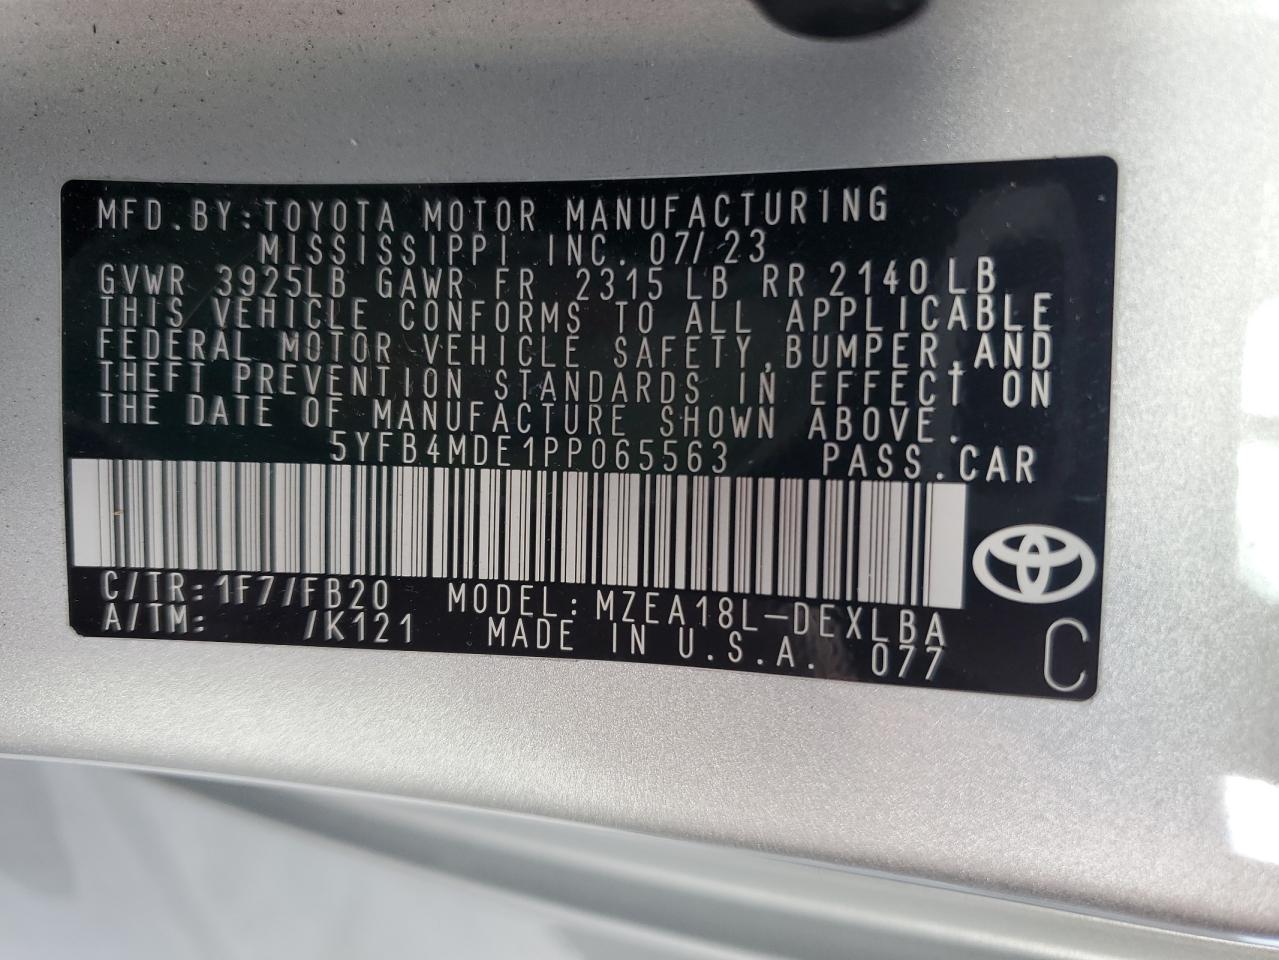 MFD.BY:TOYOTA MOTOR MANUFACTURING
MISSISSIPPI INC. 07/23
GVWR 3925LB GAWR FR 2315 LB RR 2140 LB
THIS VEHICLE CONFORMS TO ALL APPLICABLE
FEDERAL MOTOR VEHICLE SAFETY,BUMPER,AND
THEFT PREVENTION STANDARDS IN EFFECT ON
THE DATE OF MANUFACTURE SHOWN ABOVE.
5YFB4MDE1PP065563 PASS.CAR
C/TR:1F7/FB20 MODEL:MZEA18L-DEXLBA
A/TM: /K121 MADE IN U.S.A. 077 C